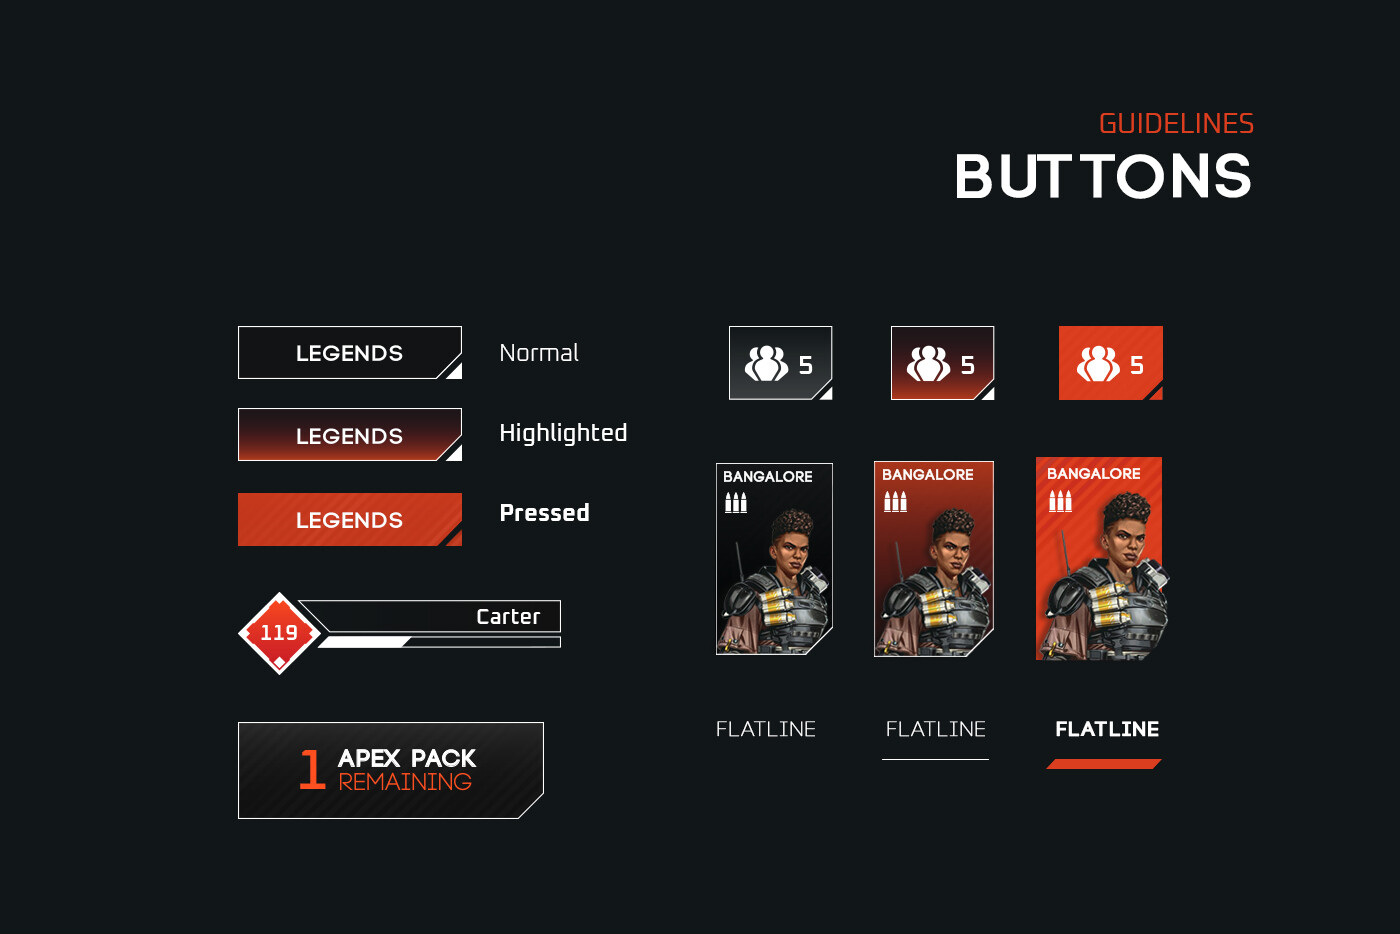 GUIDELINES
BUTTONS
LEGENDS
Normal
LEGENDS
Highlighted
LEGENDS
Pressed
119
Carter
1 APEX PACK
REMAINING
5
5
5
BANGALORE
BANGALORE
BANGALORE
FLATLINE
FLATLINE
FLATLINE